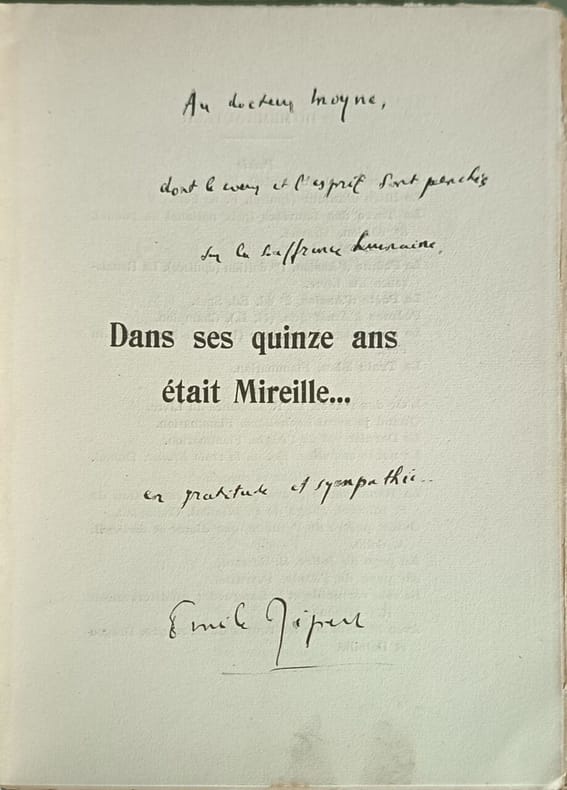 Au docteur Moyne,
dont le coeur et l'esprit sont penchés
sur la souffrance humaine,
Dans ses quinze ans
était Mireille...
en gratitude et sympathie..
Emile Ripert